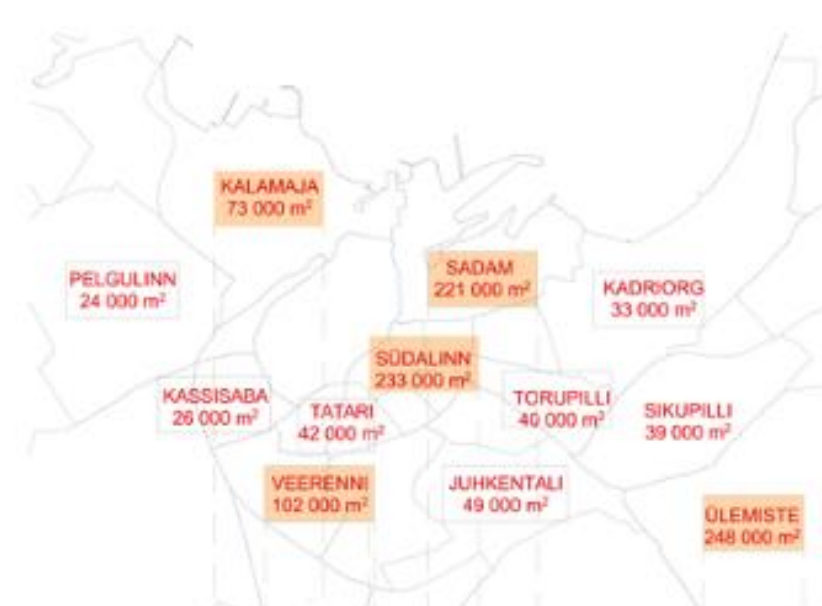 KALAMAJA
73 000 m²
PELGULINN
24 000 m²
SADAM
221 000 m²
KADRIORG
33 000 m²
SÜDALINN
233 000 m²
KASSISABA
26 000 m²
TATARI
42 000 m²
TORUPILLI
40 000 m²
SIKUPILLI
39 000 m²
VEERENNI
102 000 m²
JUHKENTALI
49 000 m²
ÜLEMISTE
248 000 m²